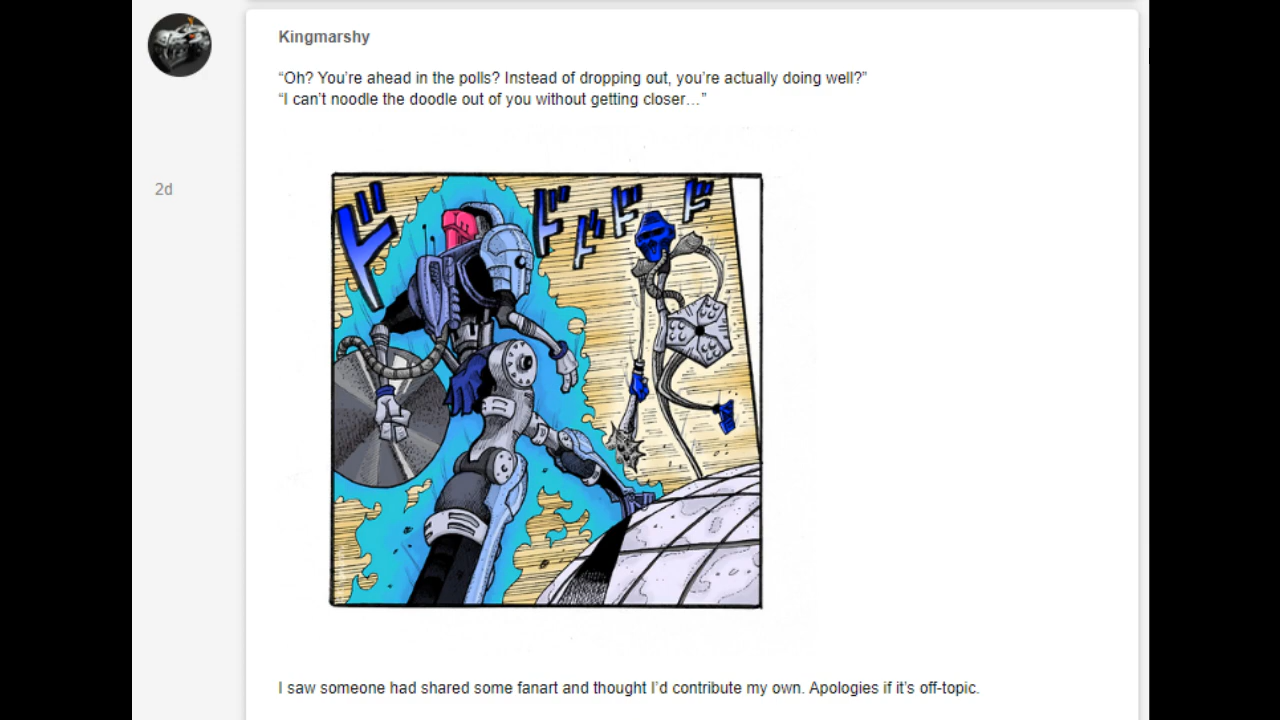 Kingmarshy
“Oh? You’re ahead in the polls? Instead of dropping out, you’re actually doing well?”
“I can’t noodle the doodle out of you without getting closer…”
2d
ド ド ド ド ド
I saw someone had shared some fanart and thought I’d contribute my own. Apologies if it’s off-topic.